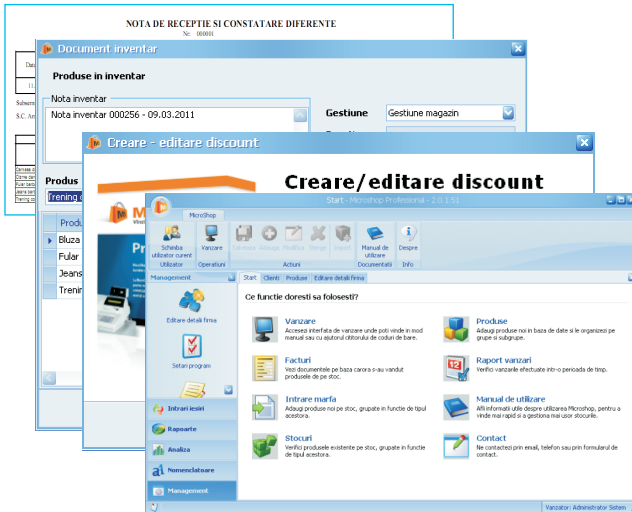 NOTA DE RECEPTIE SI CONSTATARE DIFERENTE
Nr. 000001
Data
11.
S.C. Am
Document inventar
Produse in inventar
Nota inventar
Nota inventar 000256 - 09.03.2011
Gestiune
Gestiune magazin
Produs
Trening c
Produ
Bluza
Fular
Jeans
Trenin
Creare - editare discount
Creare/editare discount
M
Pr
Start - Microshop Professional - 2.0.1.51
MicroShop
Schimba utilizator curent
Vanzare
Salveaza
Adauga
Modifica
Sterge
Import
Manual de utilizare
Despre
Utilizator
Operatiuni
Actiuni
Documentatii
Info
Management
Start
Clienti
Produse
Editare detalii firma
Editare detalii firma
Setari program
Intrari iesiri
Rapoarte
Analiza
Nomenclatoare
Management
Ce functie doresti sa folosesti?
Vanzare
Accesezi interfata de vanzare unde poti vinde in mod
manual sau cu ajutorul cititorului de coduri de bare.
Produse
Adaugi produse noi in baza de date si le organizezi pe
grupe si subgrupe.
Facturi
Vezi documentele pe baza carora s-au vandut
produsele de pe stoc.
Raport vanzari
Verifici vanzarile efectuate intr-o perioada de timp.
Intrare marfa
Adaugi produse noi pe stoc, grupate in functie de tipul
acestora.
Manual de utilizare
Afli informatii utile despre utilizarea Microshop, pentru a
vinde mai rapid si a gestiona mai usor stocurile.
Stocuri
Verifici produsele existente pe stoc, grupate in functie
de tipul acestora.
Contact
Ne contactezi prin email, telefon sau prin formularul de
contact.
Vanzator: Administrator Sistem